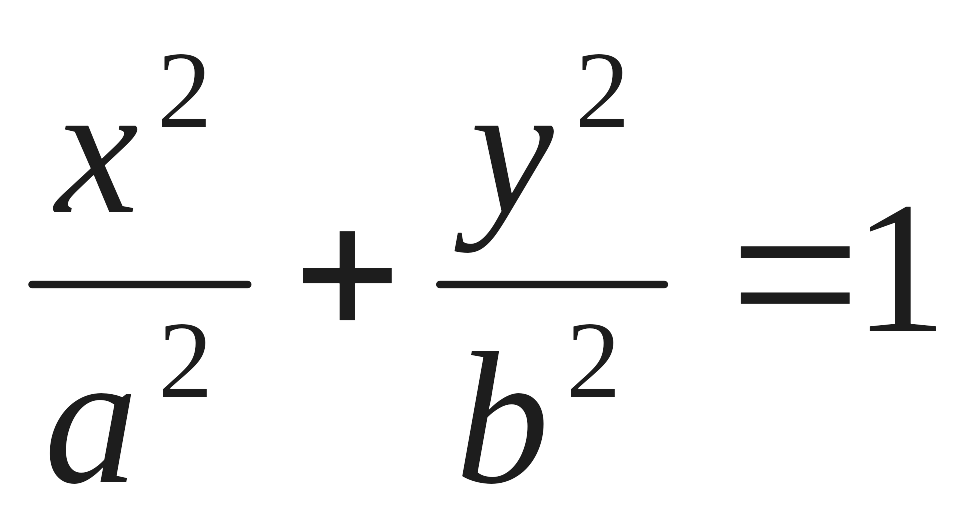 x²/a² + y²/b² =1